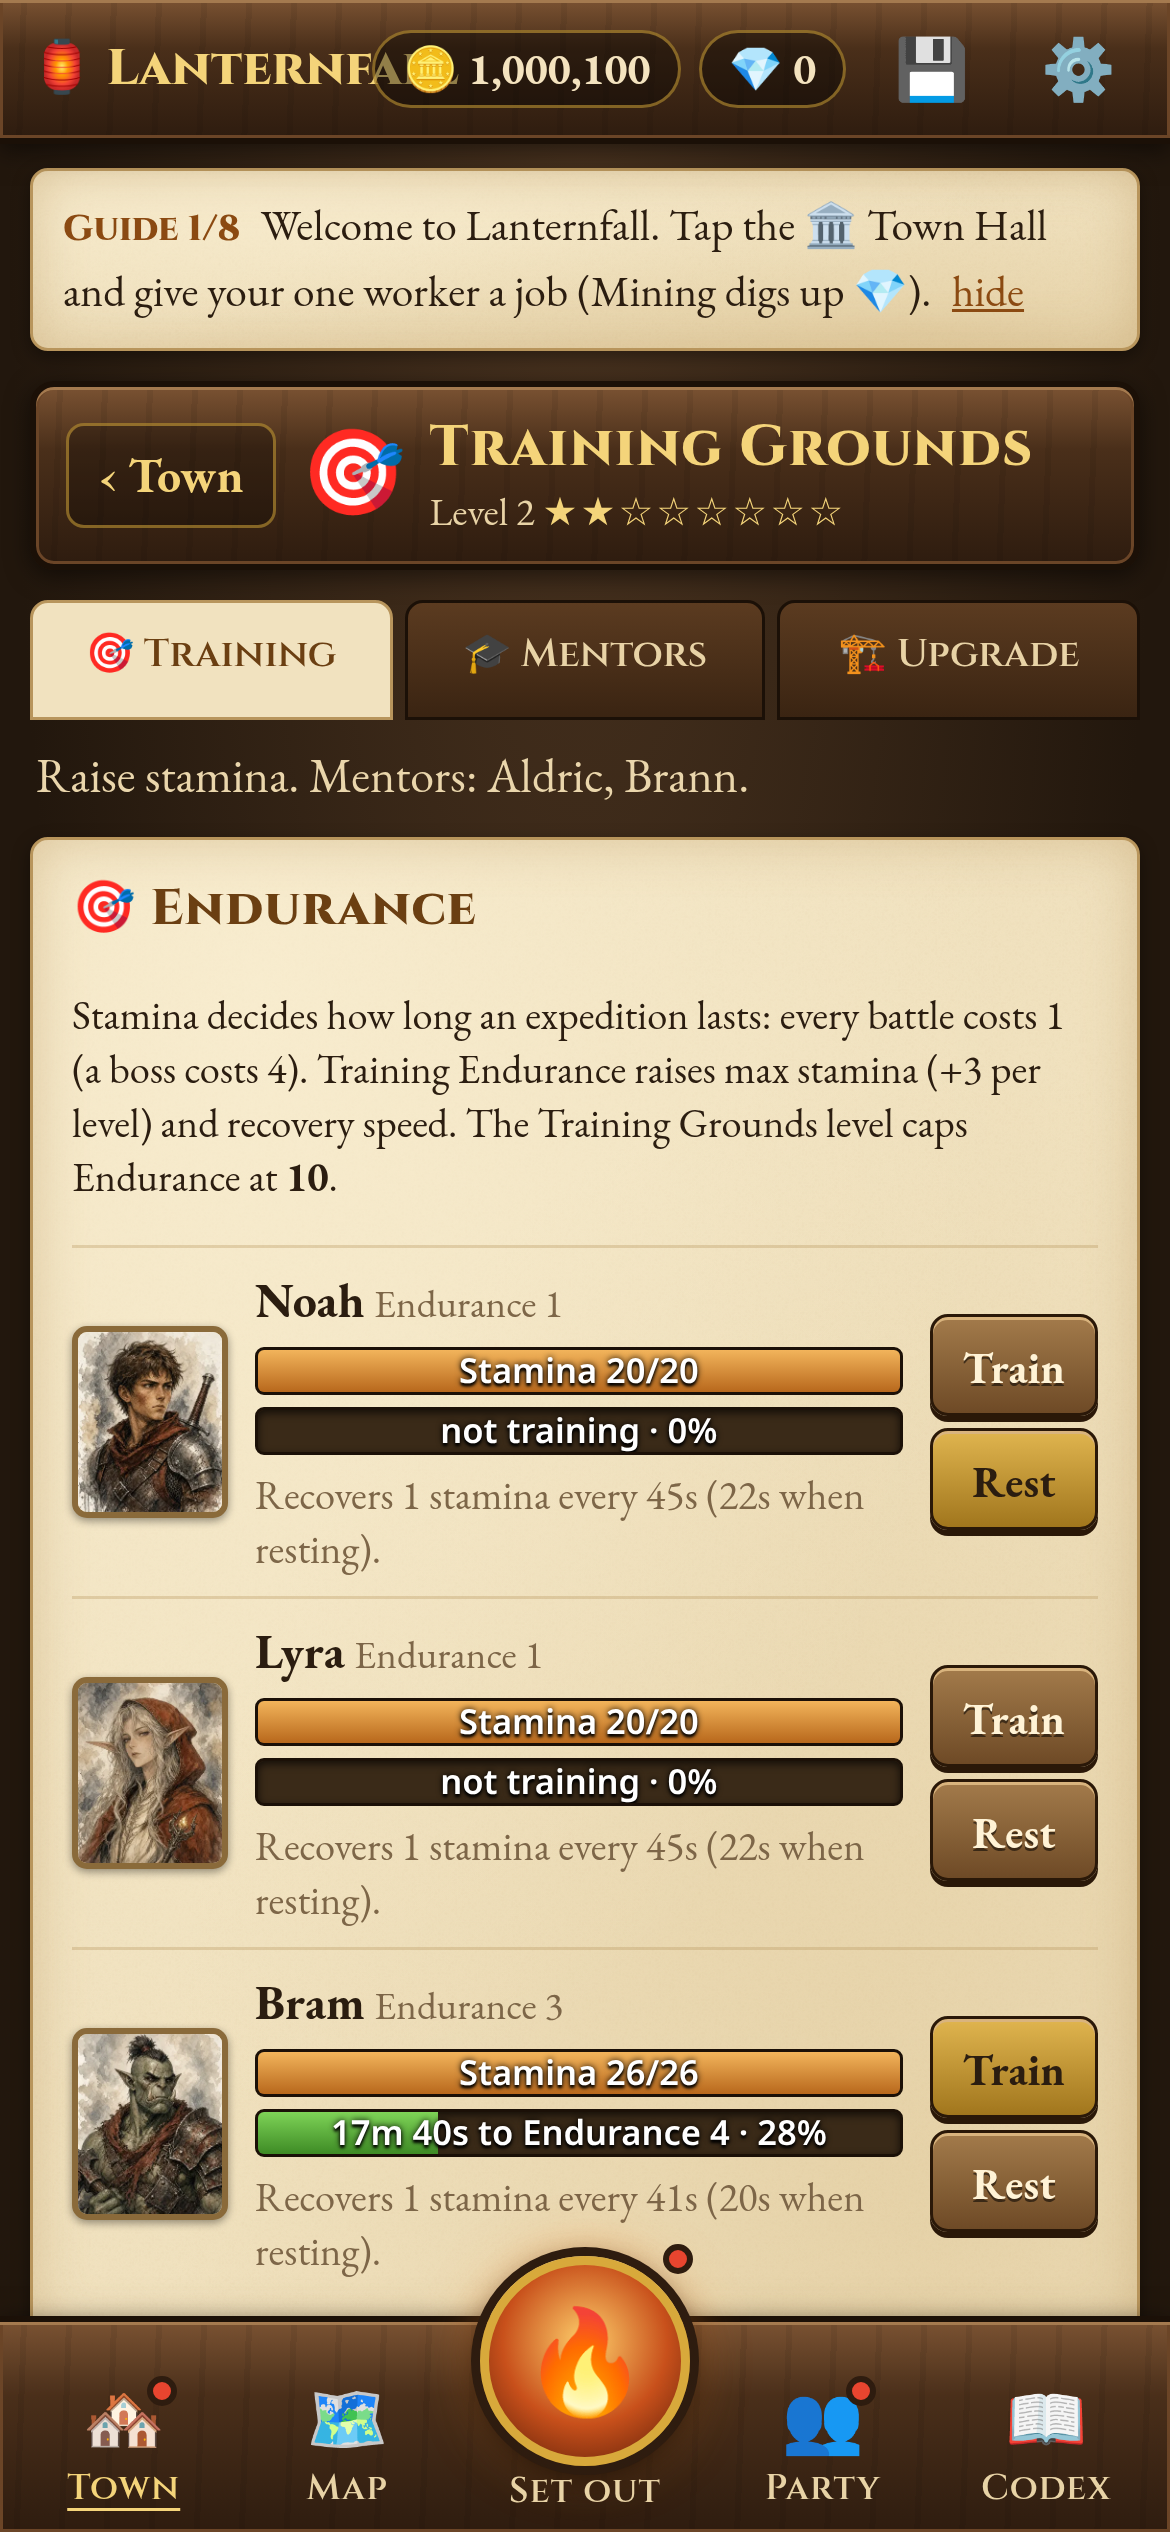 LANTERNFALL 1,000,100 0
GUIDE 1/8 Welcome to Lanternfall. Tap the Town Hall
and give your one worker a job (Mining digs up ). hide
‹ Town
TRAINING GROUNDS
Level 2 ★★☆☆☆☆☆☆
TRAINING
MENTORS
UPGRADE
Raise stamina. Mentors: Aldric, Brann.
ENDURANCE
Stamina decides how long an expedition lasts: every battle costs 1
(a boss costs 4). Training Endurance raises max stamina (+3 per
level) and recovery speed. The Training Grounds level caps
Endurance at 10.
Noah Endurance 1
Stamina 20/20
not training · 0%
Recovers 1 stamina every 45s (22s when
resting).
Train
Rest
Lyra Endurance 1
Stamina 20/20
not training · 0%
Recovers 1 stamina every 45s (22s when
resting).
Train
Rest
Bram Endurance 3
Stamina 26/26
17m 40s to Endurance 4 · 28%
Recovers 1 stamina every 41s (20s when
resting).
Train
Rest
TOWN
MAP
SET OUT
PARTY
CODEX